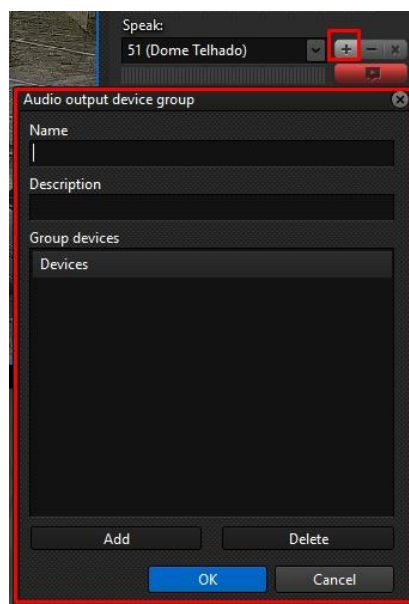 Speak:
51 (Dome Telhado)
Audio output device group
Name
Description
Group devices
Devices
Add Delete
OK Cancel